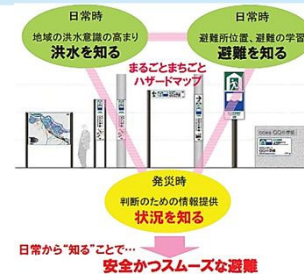 日常時
地域の洪水意識の高まり
洪水を知る
日常時
避難所位置、避難の学習
避難を知る
まるごとまちごと
ハザードマップ
発災時
判断のための情報提供
状況を知る
日常から"知る"ことで…
安全かつスムーズな避難